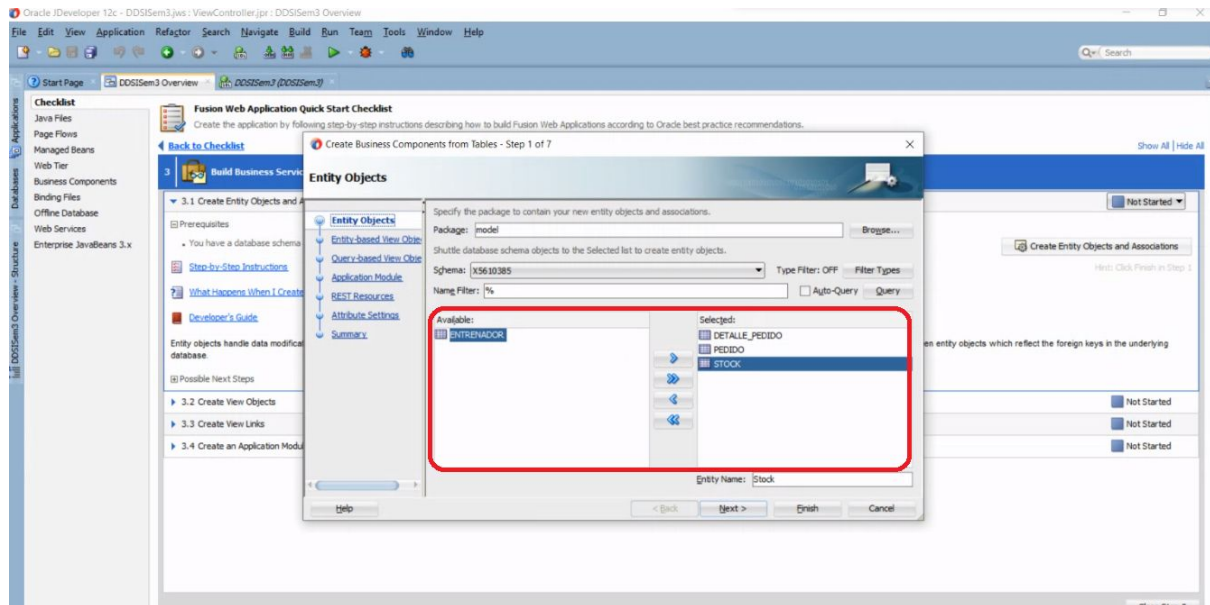 Oracle JDeveloper 12c - DDSISem3.jws : ViewController.jpr : DDSISem3 Overview
File Edit View Application Refactor Search Navigate Build Run Team Tools Window Help
Search
Start Page DDSISem3 Overview DDSISem3 (DDSISem3)
Applications
Databases
Structure
DDSISem3 Overview - Structure
Checklist
Java Files
Page Flows
Managed Beans
Web Tier
Business Components
Binding Files
Offline Database
Web Services
Enterprise JavaBeans 3.x
Fusion Web Application Quick Start Checklist
Create the application by following step-by-step instructions describing how to build Fusion Web Applications according to Oracle best practice recommendations.
Back to Checklist
Show All | Hide All
3 Build Business Servic
3.1 Create Entity Objects and A
Not Started
Prerequisites
You have a database schema
Create Entity Objects and Associations
Step-by-Step Instructions
Hint: Click Finish in Step 1
What Happens When I Create
Developer's Guide
Entity objects handle data modifica
en entity objects which reflect the foreign keys in the underlying
database.
Possible Next Steps
3.2 Create View Objects
Not Started
3.3 Create View Links
Not Started
3.4 Create an Application Modu
Not Started
Create Business Components from Tables - Step 1 of 7
Entity Objects
Entity Objects
Entity-based View Obje
Query-based View Obje
Application Module
REST Resources
Attribute Settings
Summary
Specify the package to contain your new entity objects and associations.
Package: model
Browse...
Shuttle database schema objects to the Selected list to create entity objects.
Schema: X5610385
Type Filter: OFF Filter Types
Name Filter: %
Auto-Query Query
Available:
ENTRENADOR
Selected:
DETALLE_PEDIDO
PEDIDO
STOCK
Entity Name: Stock
Help
< Back Next > Finish Cancel